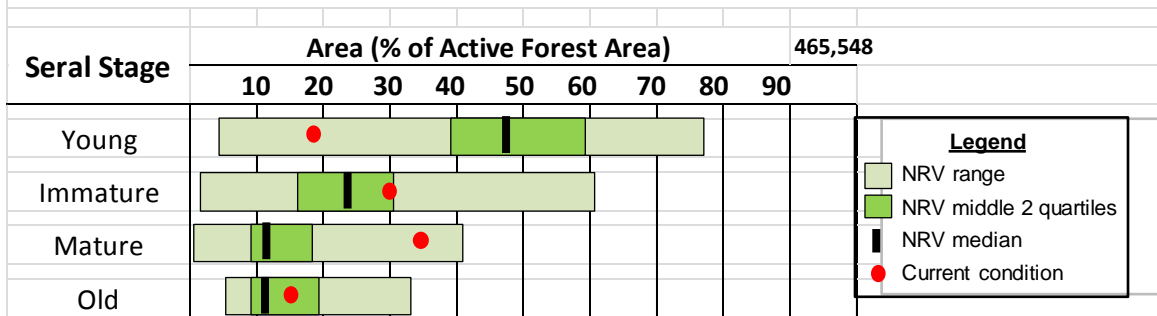 Seral Stage
Area (% of Active Forest Area) 465,548
10 20 30 40 50 60 70 80 90
Young
Immature
Mature
Old
Legend
NRV range
NRV middle 2 quartiles
NRV median
Current condition